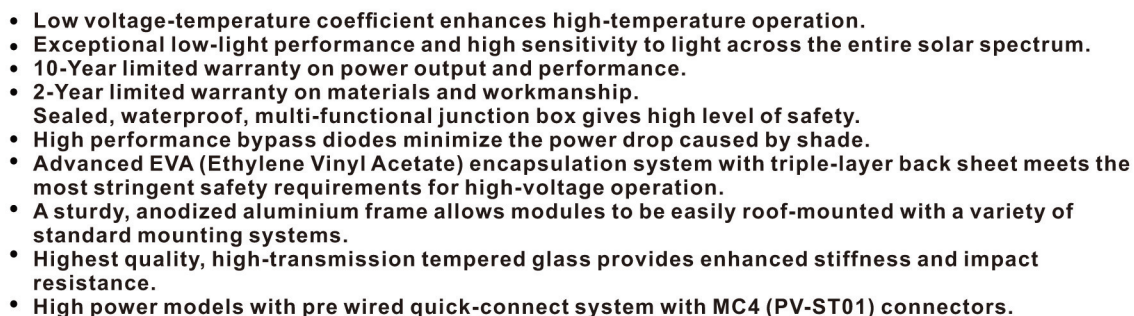 • Low voltage-temperature coefficient enhances high-temperature operation.
• Exceptional low-light performance and high sensitivity to light across the entire solar spectrum.
• 10-Year limited warranty on power output and performance.
• 2-Year limited warranty on materials and workmanship.
Sealed, waterproof, multi-functional junction box gives high level of safety.
• High performance bypass diodes minimize the power drop caused by shade.
• Advanced EVA (Ethylene Vinyl Acetate) encapsulation system with triple-layer back sheet meets the
most stringent safety requirements for high-voltage operation.
• A sturdy, anodized aluminium frame allows modules to be easily roof-mounted with a variety of
standard mounting systems.
• Highest quality, high-transmission tempered glass provides enhanced stiffness and impact
resistance.
• High power models with pre wired quick-connect system with MC4 (PV-ST01) connectors.